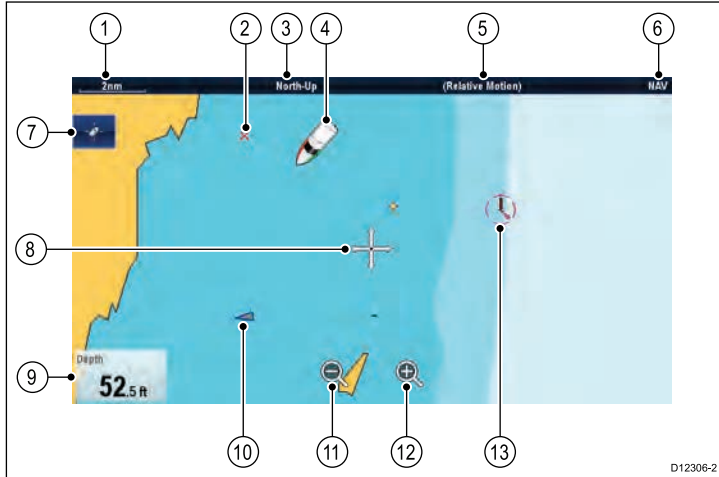 1 2 3 4 5 6
2nm North-Up (Relative Motion) NAV
7
8
Depth
9 52.5 ft
10 11 12 13
D12306-2